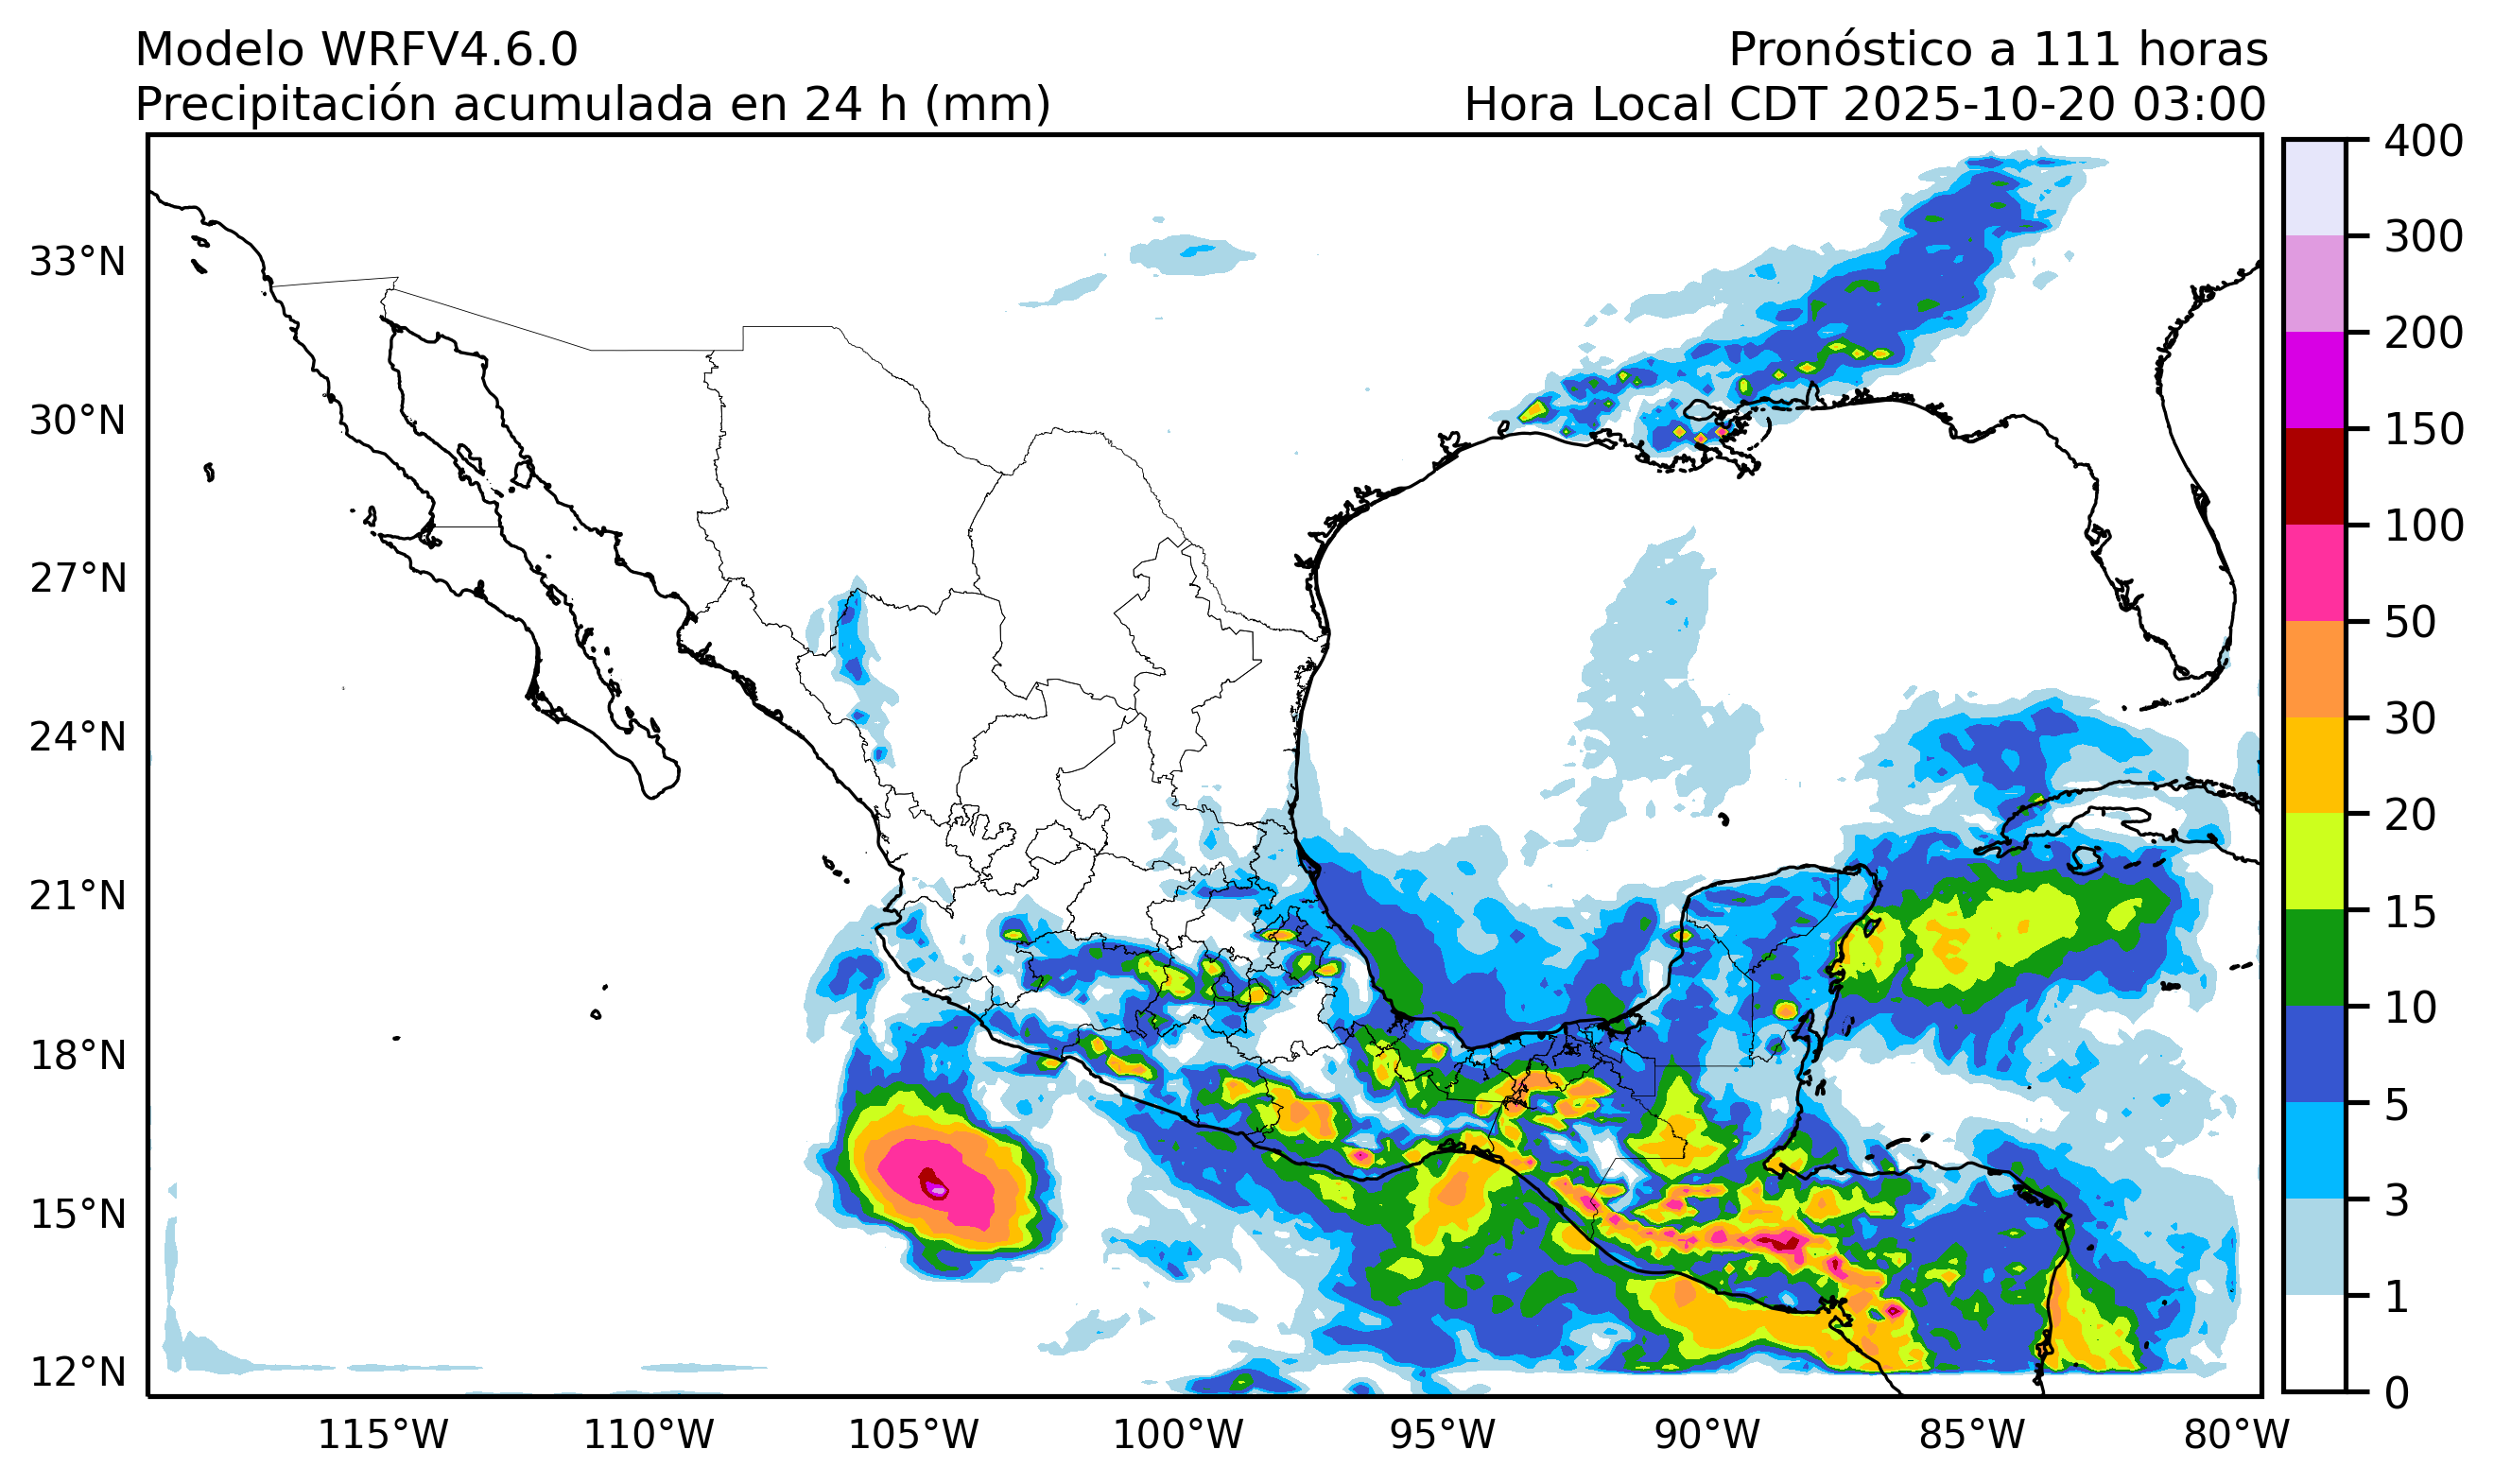 Modelo WRFV4.6.0
Pronóstico a 111 horas
Precipitación acumulada en 24 h (mm)
Hora Local CDT 2025-10-20 03:00
33°N
30°N
27°N
24°N
21°N
18°N
15°N
12°N
115°W
110°W
105°W
100°W
95°W
90°W
85°W
80°W
400
300
200
150
100
50
30
20
15
10
5
3
1
0